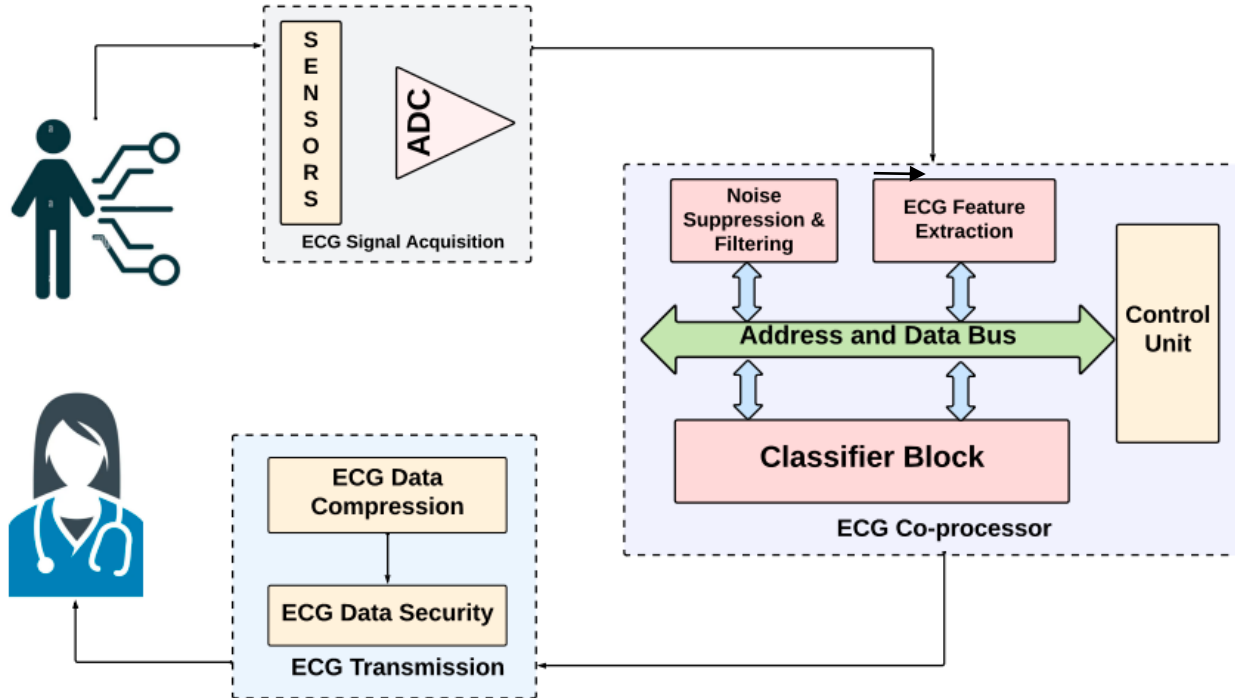 SENSORS
ADC
ECG Signal Acquisition
Noise
Suppression &
Filtering
ECG Feature
Extraction
Control
Unit
Address and Data Bus
Classifier Block
ECG Co-processor
ECG Data
Compression
ECG Data Security
ECG Transmission